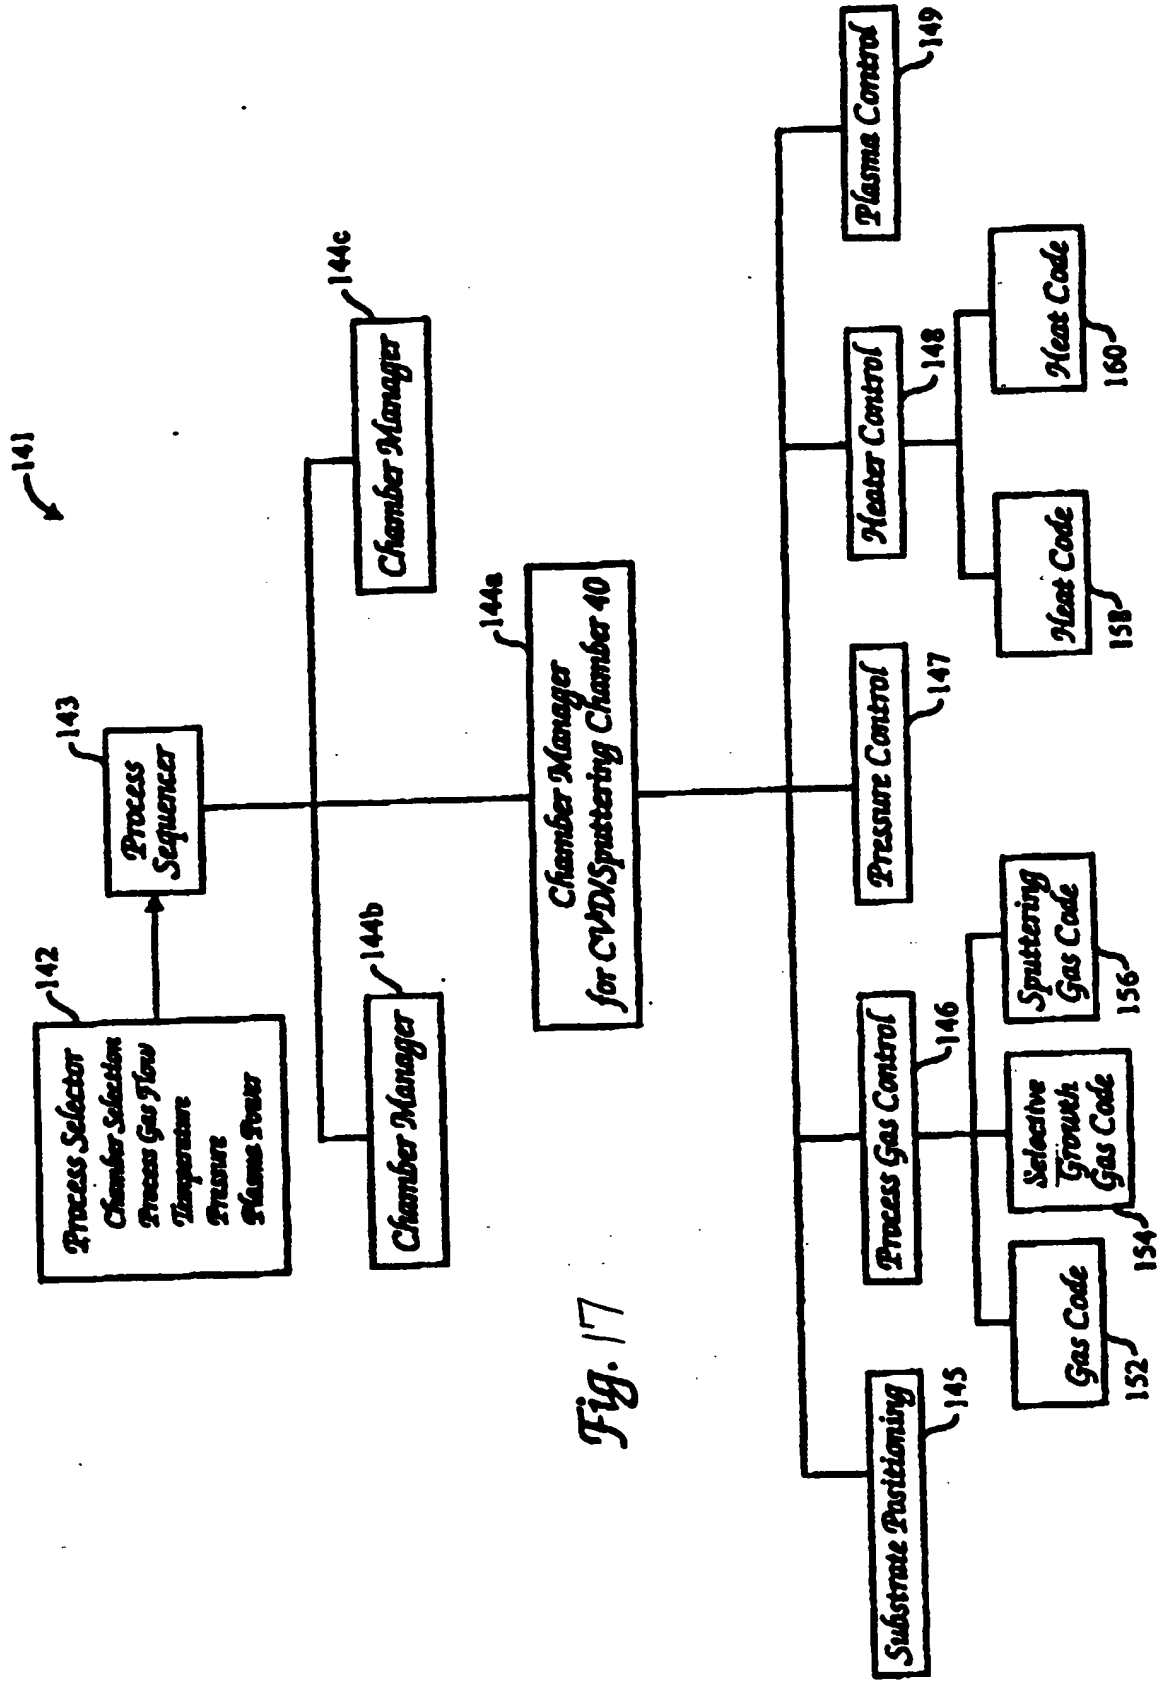 141
142
Process Selector
Chamber Selection
Process Gas Flow
Temperature
Pressure
Plasma Power
143
Process
Sequencer
144b
Chamber Manager
144c
Chamber Manager
144a
Chamber Manager
for CVD/Sputtering Chamber 40
Fig. 17
Substrate Positioning
145
Process Gas Control
146
Pressure Control
147
Heater Control
148
Plasma Control
149
Gas Code
152
Selective
Growth
Gas Code
154
Sputtering
Gas Code
156
Heat Code
158
Heat Code
160